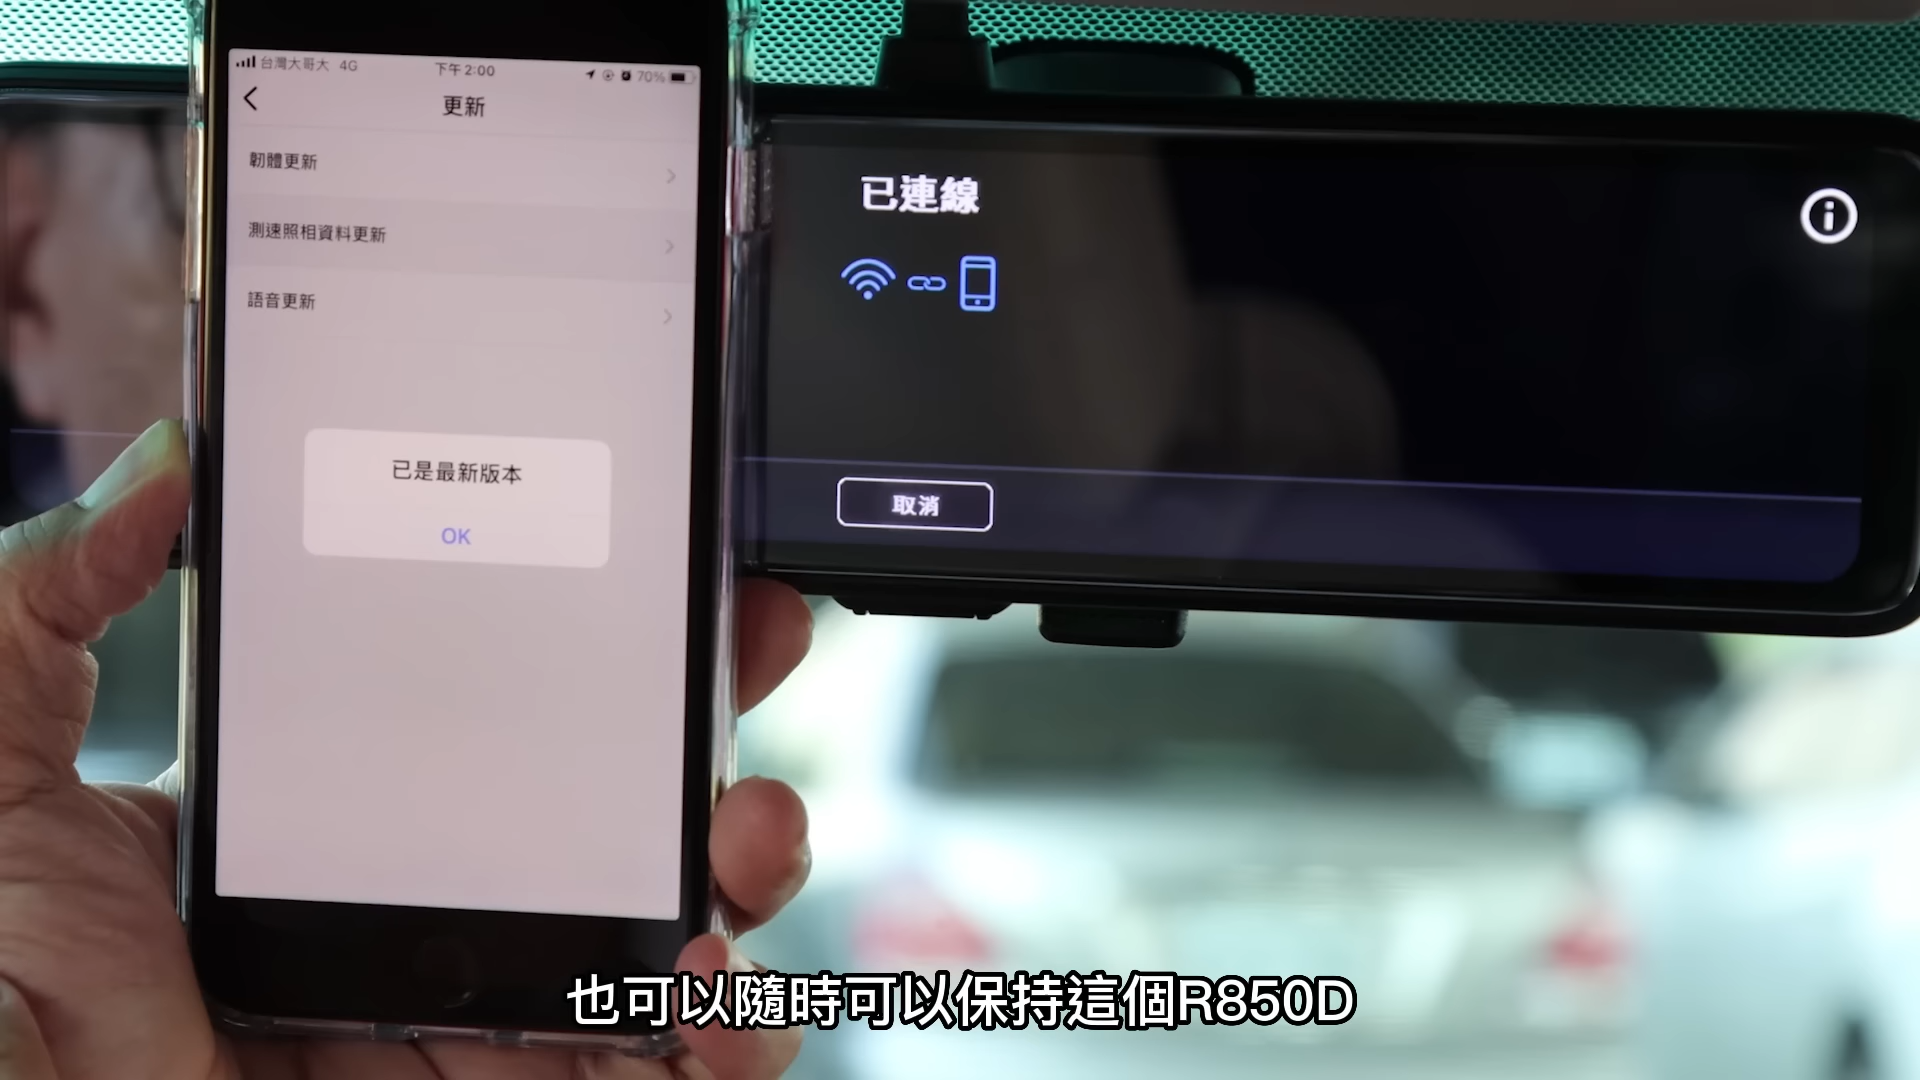 台灣大哥大 4G 下午2:00 70%
更新
韌體更新
測速照相資料更新
語音更新
已是最新版本
OK
已連線
取消
也可以隨時可以保持這個R850D